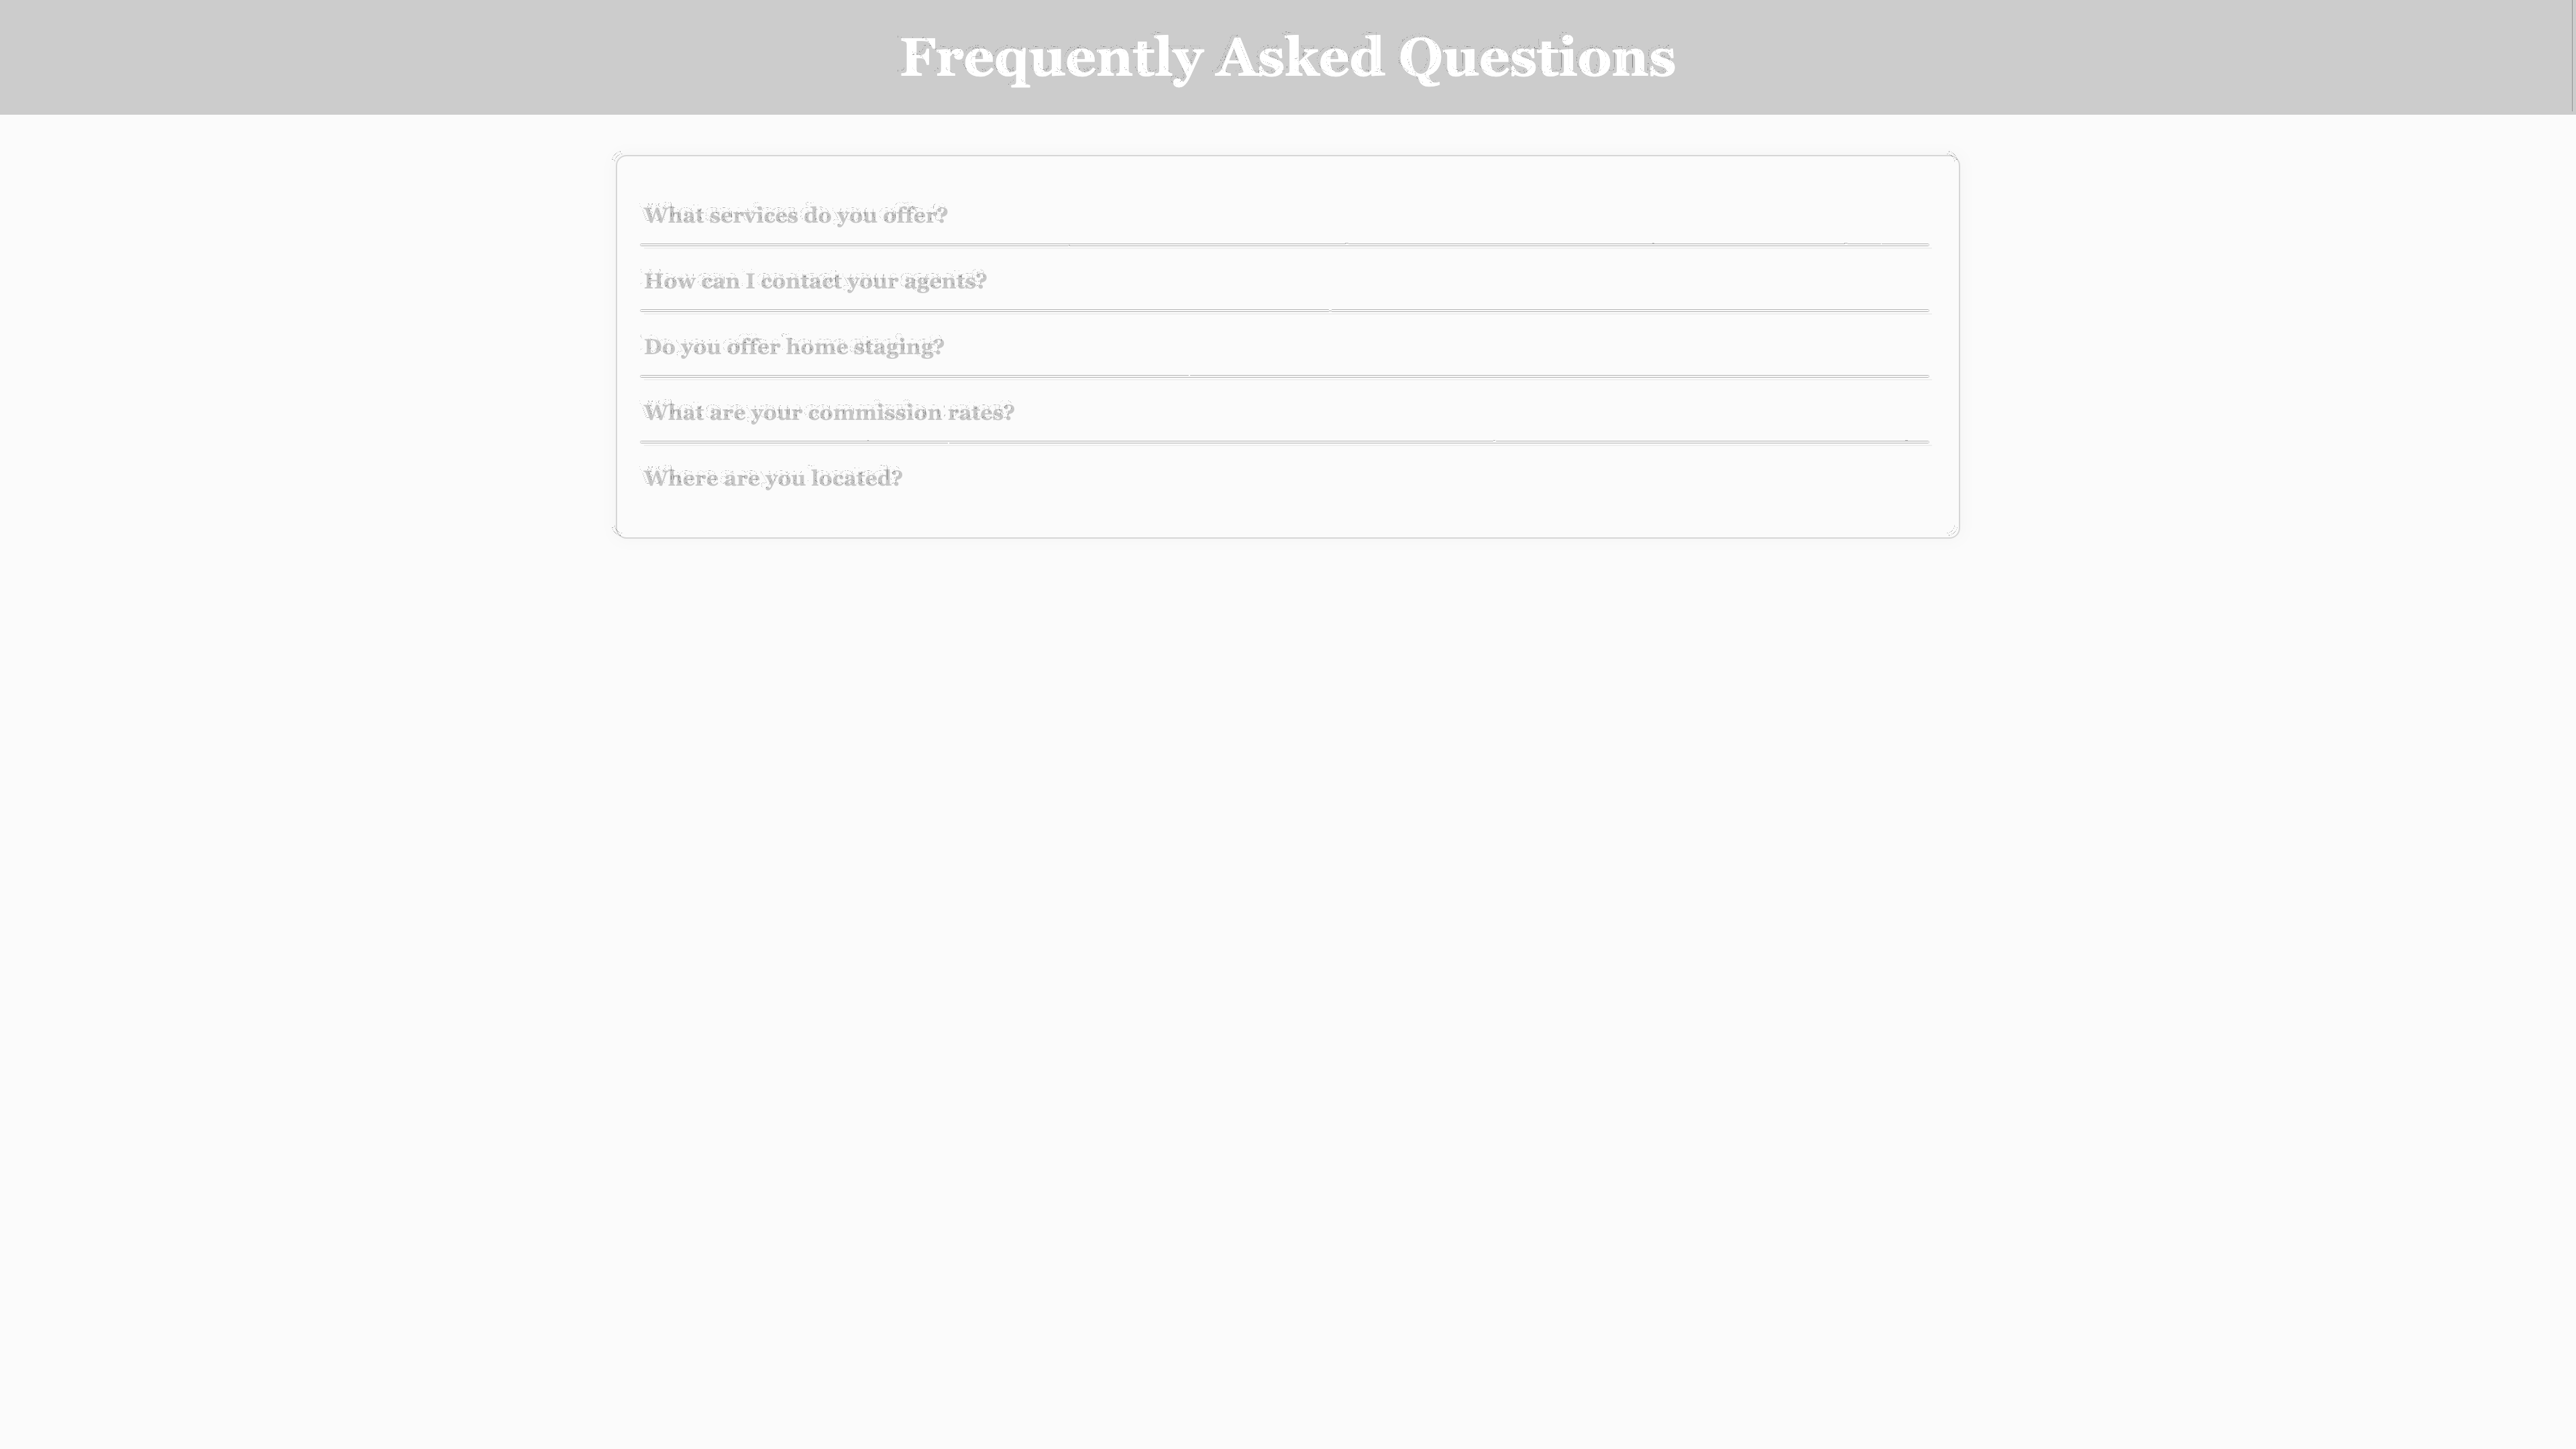 Frequently Asked Questions
What services do you offer?
How can I contact your agents?
Do you offer home staging?
What are your commission rates?
Where are you located?